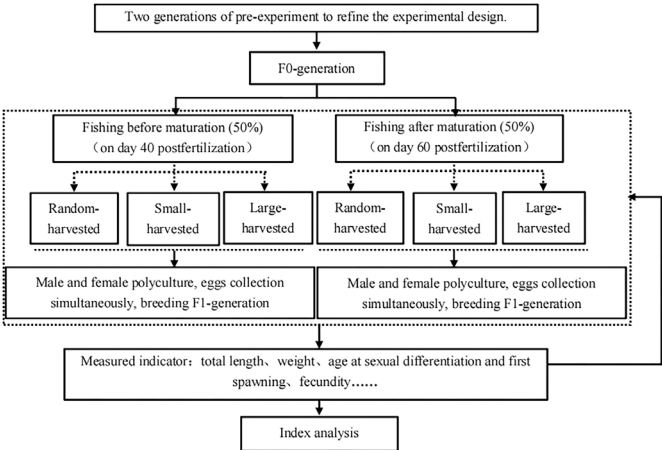 Two generations of pre-experiment to refine the experimental design.
F0-generation
Fishing before maturation (50%)
（on day 40 postfertilization）
Fishing after maturation (50%)
(on day 60 postfertilization）
Random-
harvested
Small-
harvested
Large-
harvested
Random-
harvested
Small-
harvested
Large-
harvested
Male and female polyculture, eggs collection
simultaneously, breeding F1-generation
Male and female polyculture, eggs collection
simultaneously, breeding F1-generation
Measured indicator：total length、weight、age at sexual differentiation and first
spawning、fecundity……
Index analysis